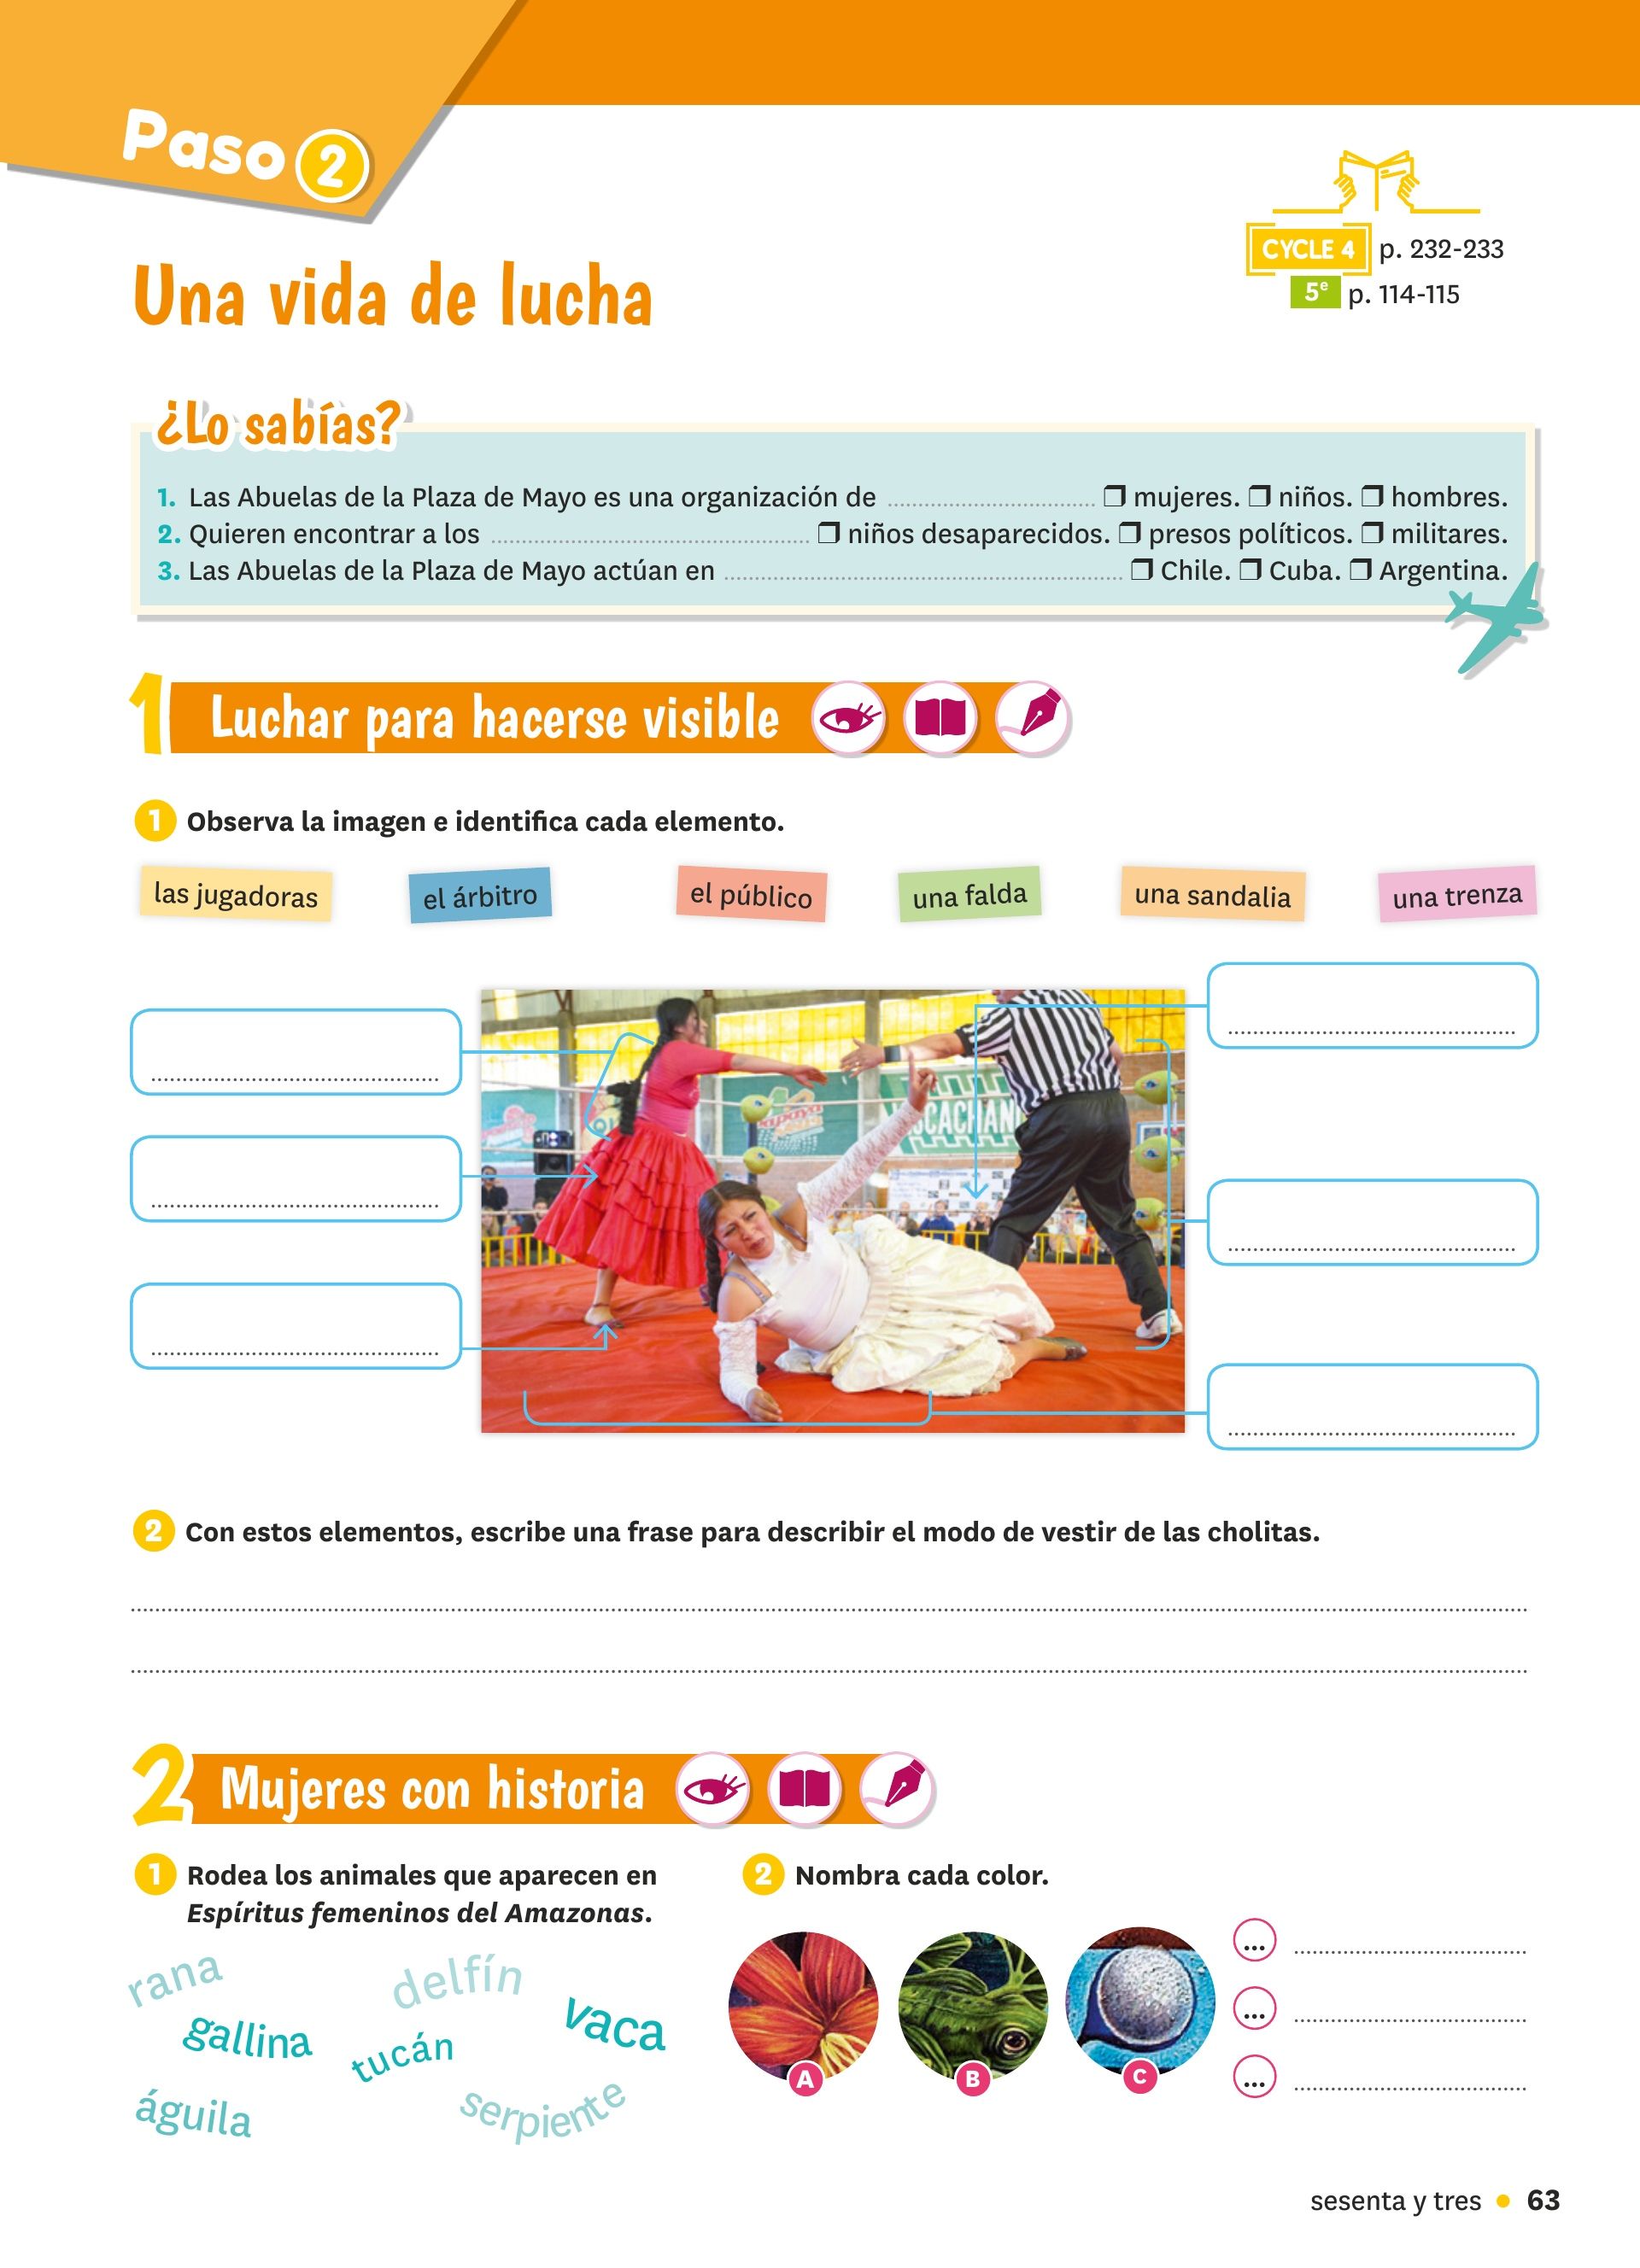 Paso 2
CYCLE 4 p. 232-233
5e p. 114-115
Una vida de lucha
¿Lo sabías?
1. Las Abuelas de la Plaza de Mayo es una organización de ........ ❒ mujeres. ❒ niños. ❒ hombres.
2. Quieren encontrar a los ........ ❒ niños desaparecidos. ❒ presos políticos. ❒ militares.
3. Las Abuelas de la Plaza de Mayo actúan en ........ ❒ Chile. ❒ Cuba. ❒ Argentina.
1 Luchar para hacerse visible
1 Observa la imagen e identifica cada elemento.
las jugadoras el árbitro el público una falda una sandalia una trenza
2 Con estos elementos, escribe una frase para describir el modo de vestir de las cholitas.
2 Mujeres con historia
1 Rodea los animales que aparecen en
Espíritus femeninos del Amazonas.
rana
delfín
gallina
vaca
tucán
águila
serpiente
2 Nombra cada color.
A B C
... ........
... ........
... ........
sesenta y tres • 63